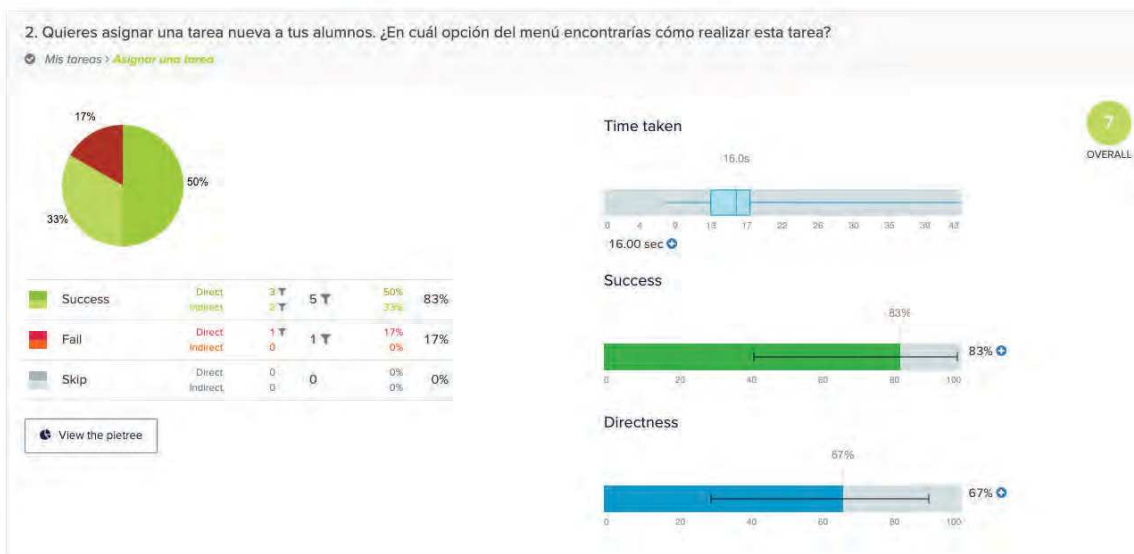 2. Quieres asignar una tarea nueva a tus alumnos. ¿En cuál opción del menú encontrarías cómo realizar esta tarea?
Mis tareas > Asignar una tarea
17%
50%
33%
Success Direct 3 5 50% 83%
Indirect 2 33%
Fail Direct 1 1 17% 17%
Indirect 0 0%
Skip Direct 0 0 0% 0%
Indirect 0 0%
View the pietree
Time taken
16.0s
0 4 9 13 17 22 26 30 35 39 43
16.00 sec
Success
83%
83%
0 20 40 60 80 100
Directness
67%
67%
0 20 40 60 80 100
7
OVERALL